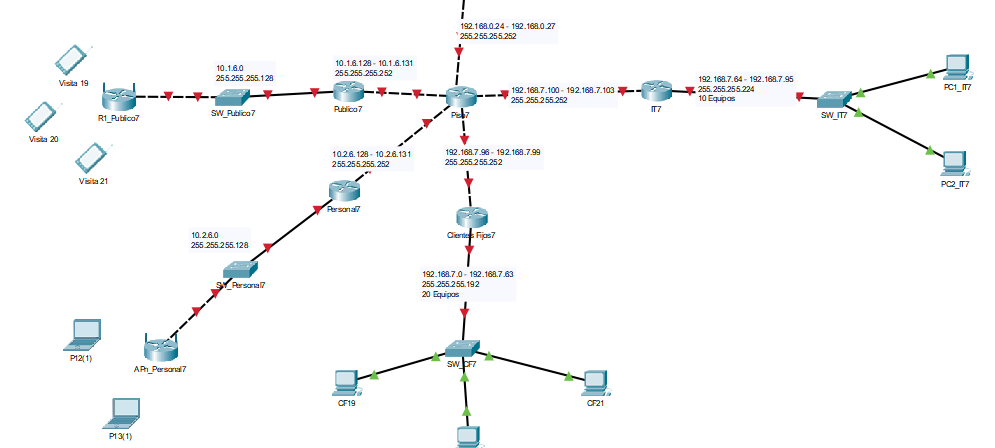 192.168.0.24 - 192.168.0.27
255.255.255.252
10.1.6.0
255.255.255.128
10.1.6.128 - 10.1.6.131
255.255.255.252
192.168.7.100 - 192.168.7.103
255.255.255.252
192.168.7.64 - 192.168.7.95
255.255.255.224
10 Equipos
Visita 19
R1_Publico7
SW_Publico7
Publico7
Piso7
IT7
SW_IT7
PC1_IT7
Visita 20
Visita 21
10.2.6.128 - 10.2.6.131
255.255.255.252
192.168.7.96 - 192.168.7.99
255.255.255.252
PC2_IT7
Personal7
Clientes Fijos7
10.2.6.0
255.255.255.128
SW_Personal7
192.168.7.0 - 192.168.7.63
255.255.255.192
20 Equipos
P12(1)
APn_Personal7
SW_CF7
CF19
CF21
P13(1)